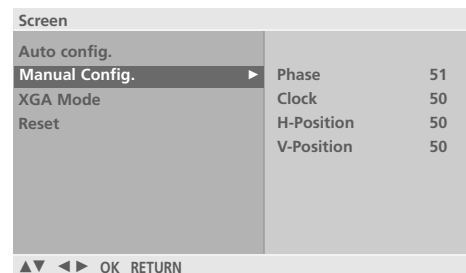 Screen
Auto config.
Manual Config. ►
XGA Mode
Reset
Phase 51
Clock 50
H-Position 50
V-Position 50
▲▼ ◄► OK RETURN